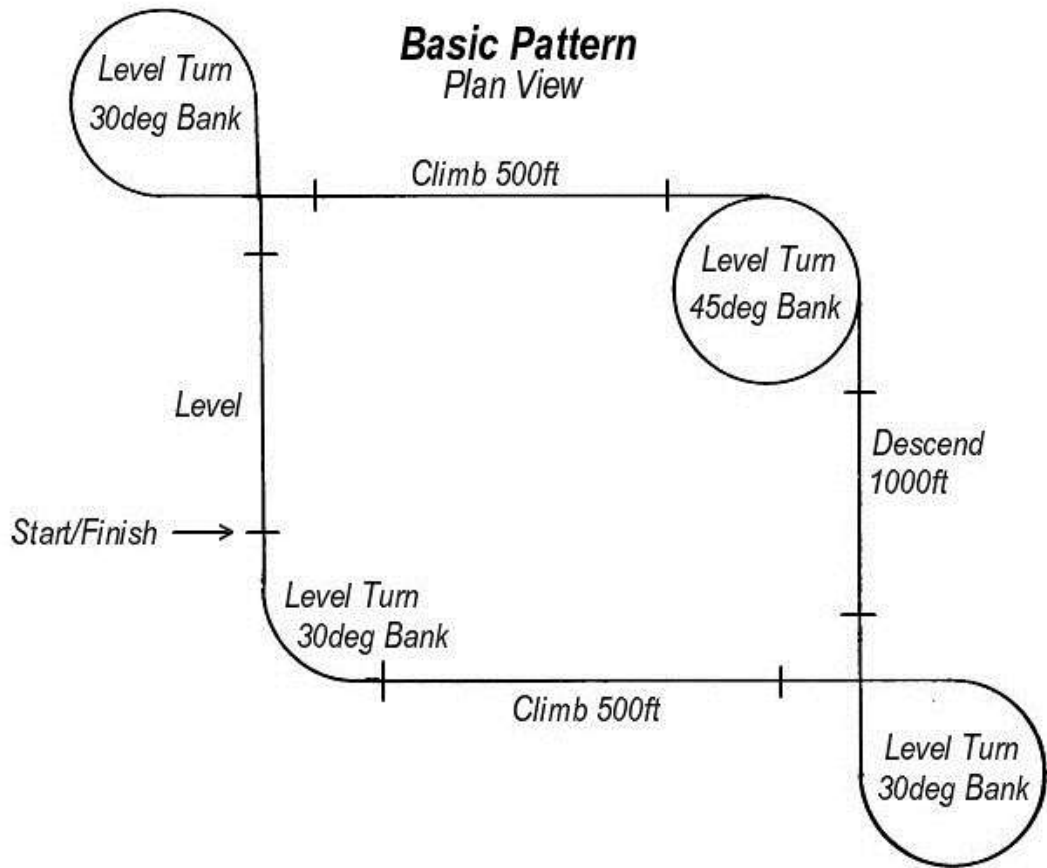 Basic Pattern
Plan View
Level Turn
30deg Bank
Climb 500ft
Level Turn
45deg Bank
Level
Descend
1000ft
Start/Finish
Level Turn
30deg Bank
Climb 500ft
Level Turn
30deg Bank